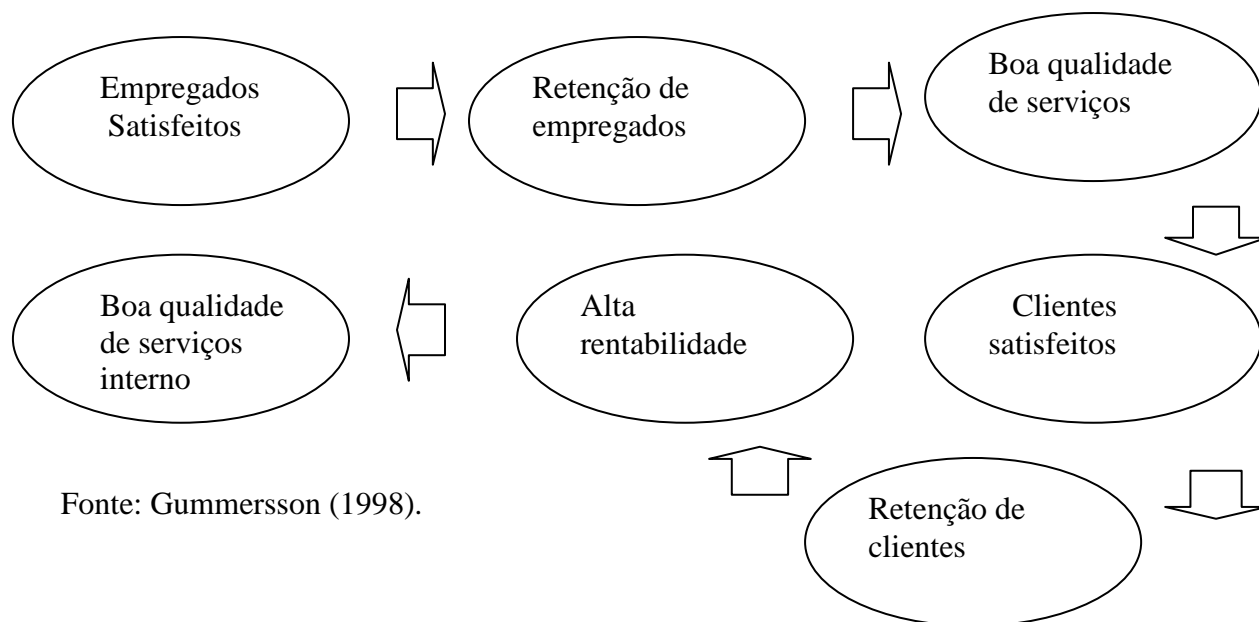 Empregados
Satisfeitos
Retenção de
empregados
Boa qualidade
de serviços
Boa qualidade
de serviços
interno
Alta
rentabilidade
Clientes
satisfeitos
Retenção de
clientes
Fonte: Gummersson (1998).